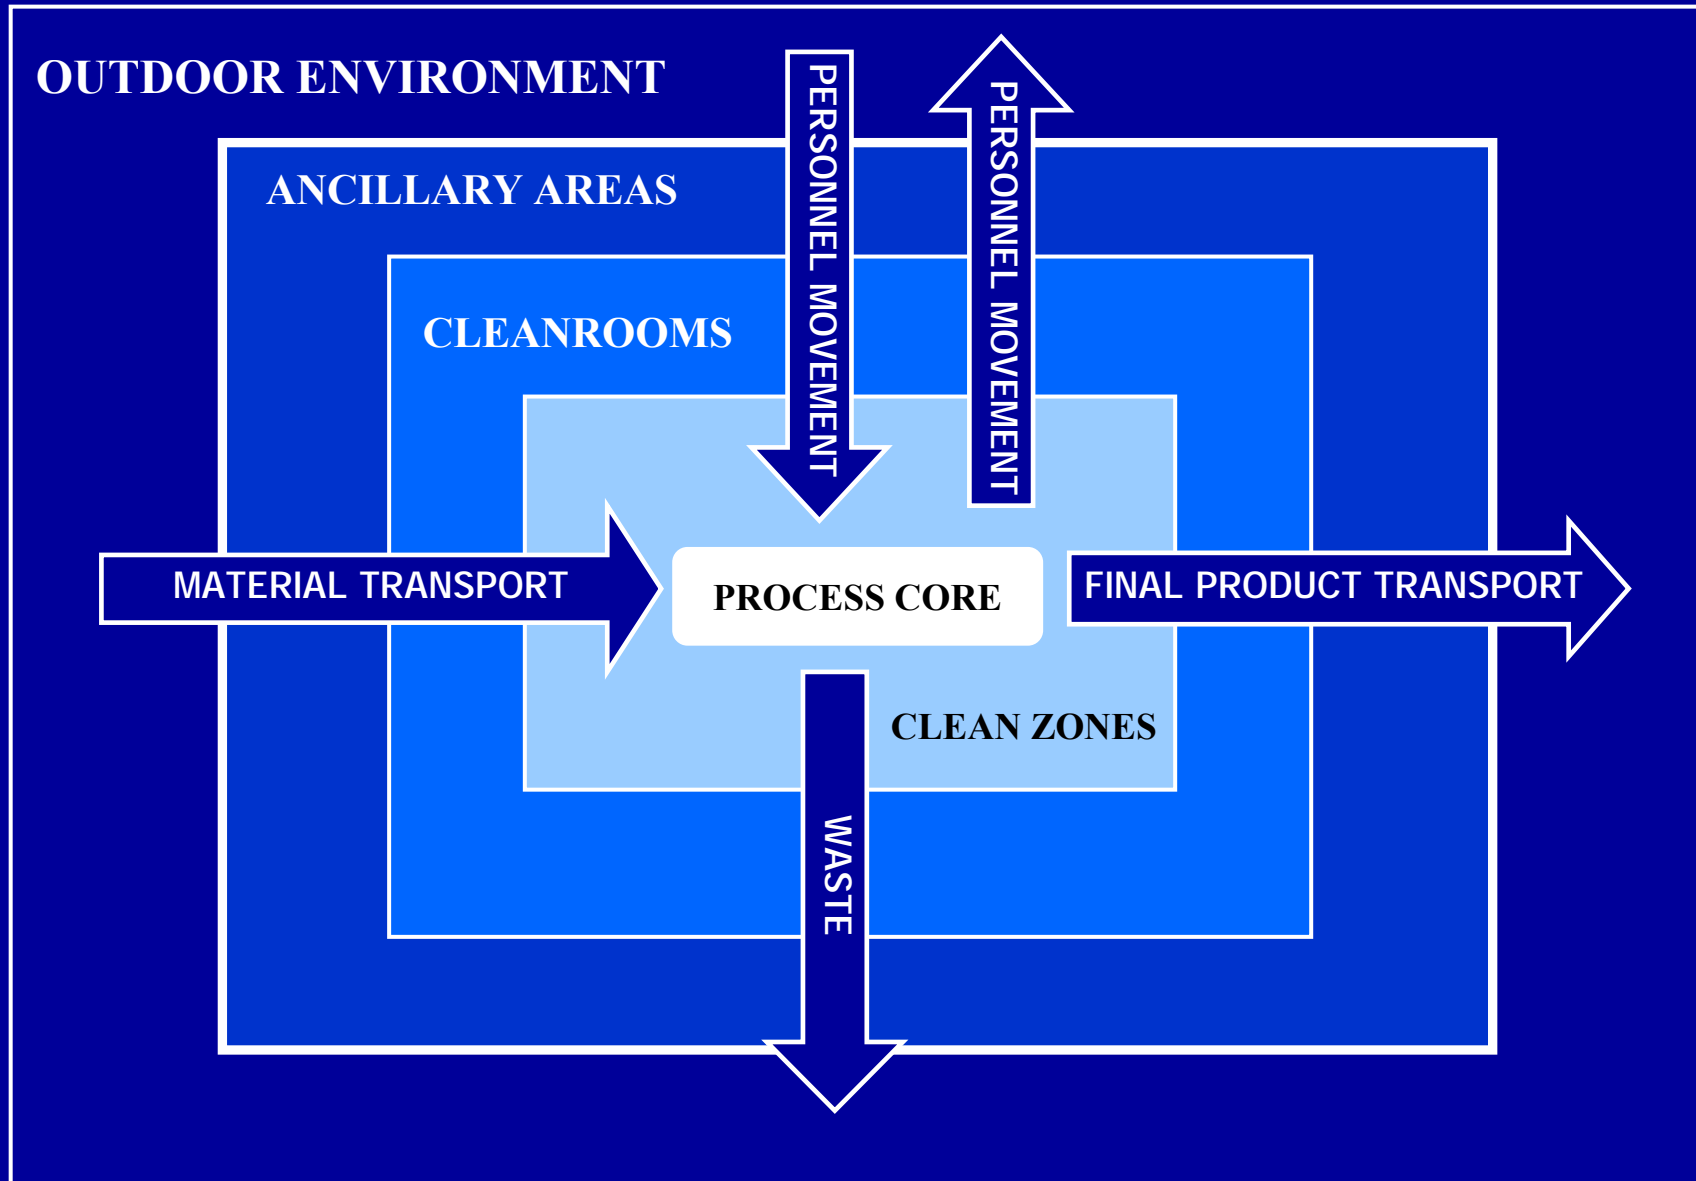 OUTDOOR ENVIRONMENT
PERSONNEL MOVEMENT
PERSONNEL MOVEMENT
ANCILLARY AREAS
CLEANROOMS
MATERIAL TRANSPORT
PROCESS CORE
FINAL PRODUCT TRANSPORT
CLEAN ZONES
WASTE